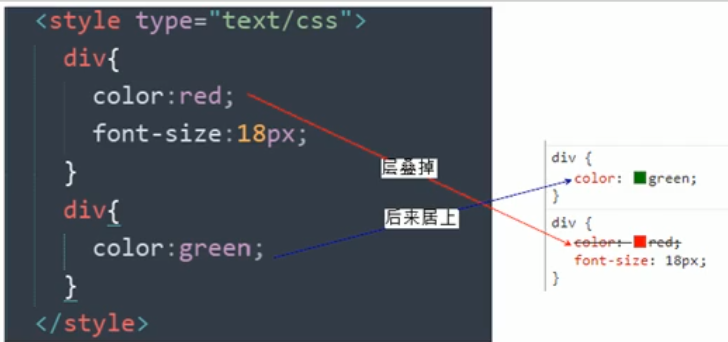 <style type="text/css">
div{
color:red;
font-size:18px;
}
div{
color:green;
}
</style>
层叠掉
后来居上
div {
color: green;
}
div {
color: red;
font-size: 18px;
}